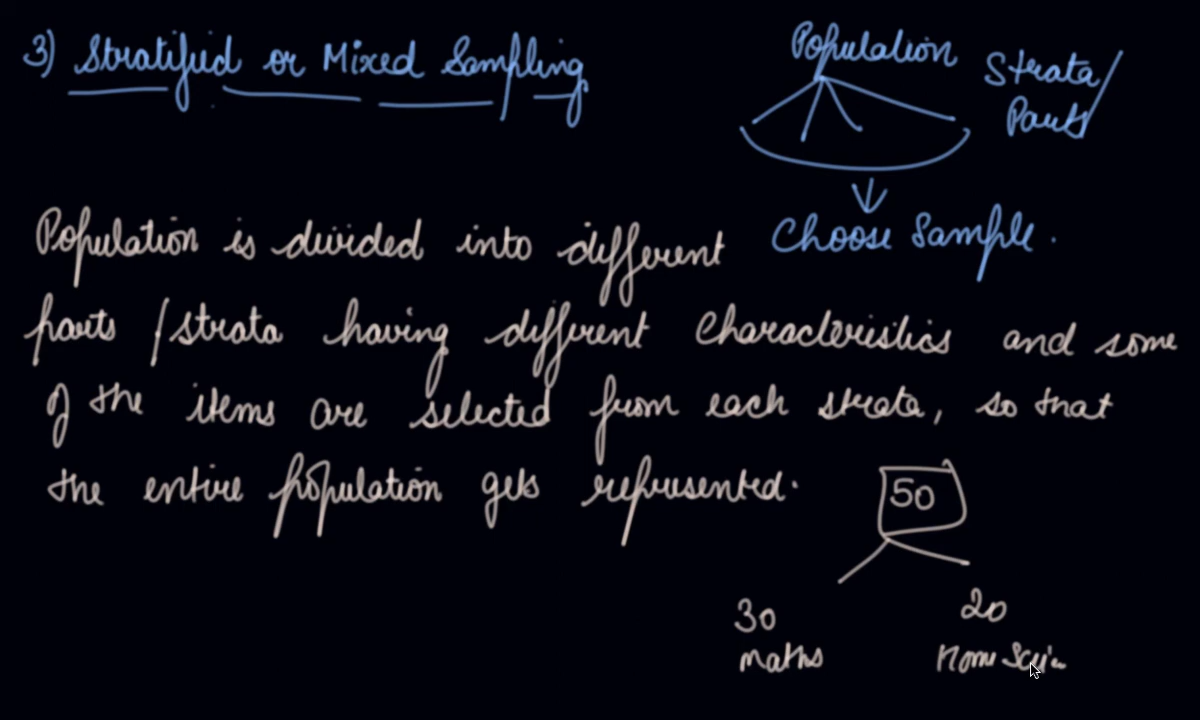 3) Stratified or Mixed Sampling
Population
Strata/
Parts
Choose Sample.
Population is divided into different
parts /strata having different characteristics and some
of the items are selected from each strata, so that
the entire population gets represented.
50
30
maths
20
Home